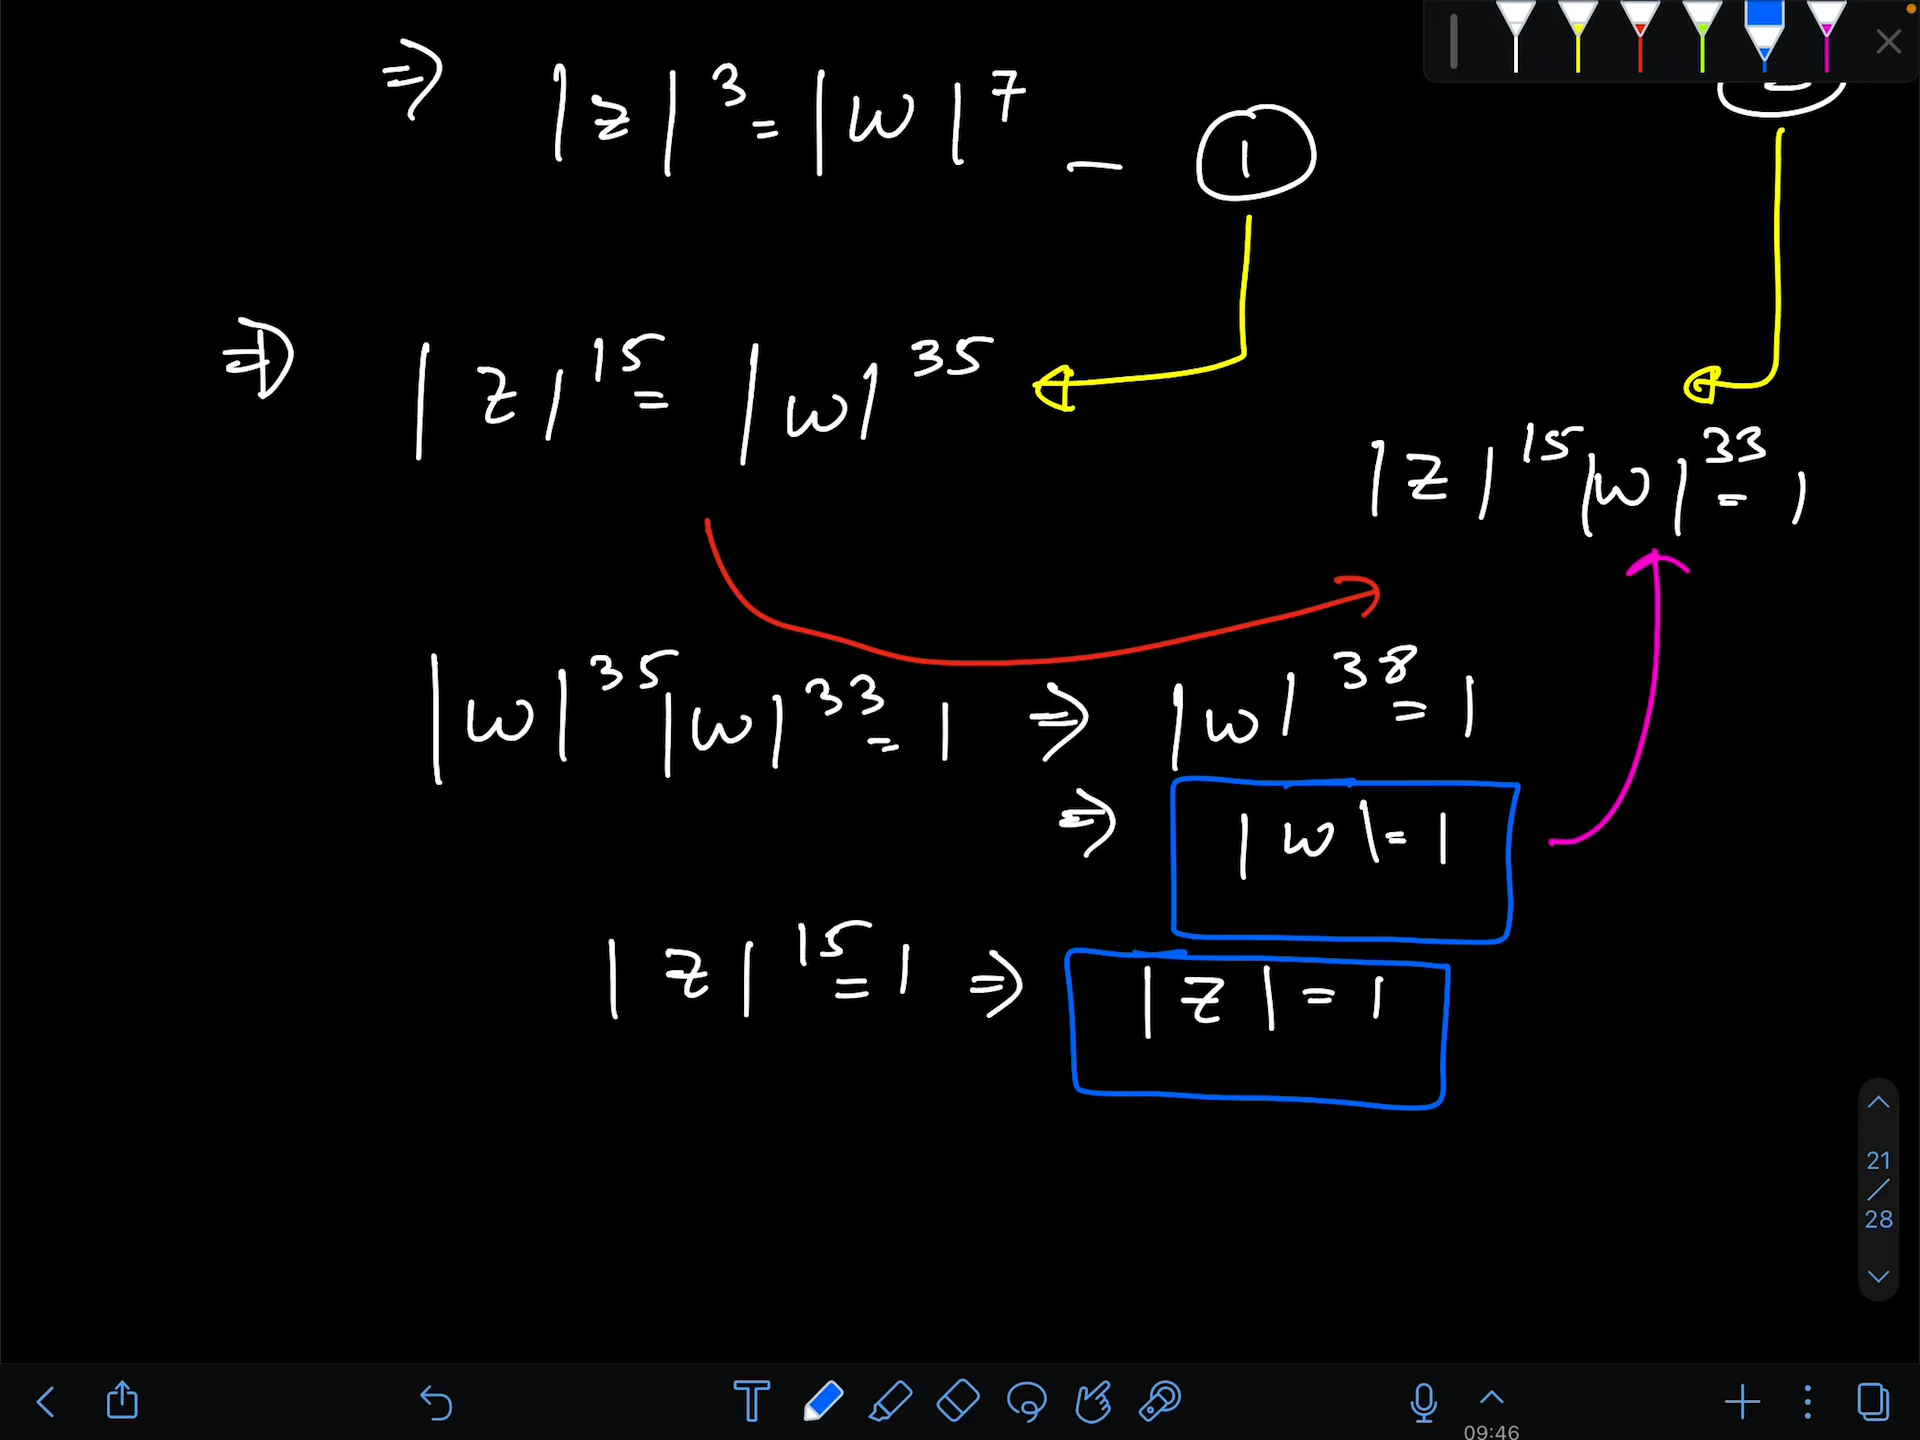 ⇒ |z|³ = |w|⁷ — ①
⇒ |z|¹⁵ = |w|³⁵
|z|¹⁵|w|³³ = 1
|w|³⁵|w|³³ = 1 ⇒ |w|³⁸ = 1
⇒ |w| = 1
|z|¹⁵ = 1 ⇒ |z| = 1
21
/
28
T
09:46